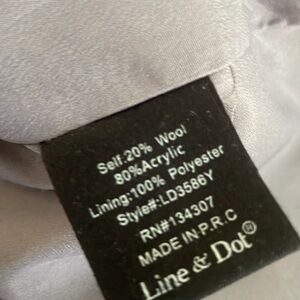 Self:20% Wool
80%Acrylic
Lining:100% Polyester
Style#:LD3586Y
RN#134307
MADE IN P.R.C
Line & Dot®